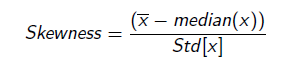 Skewness = (x̅ − median(x)) / Std[x]